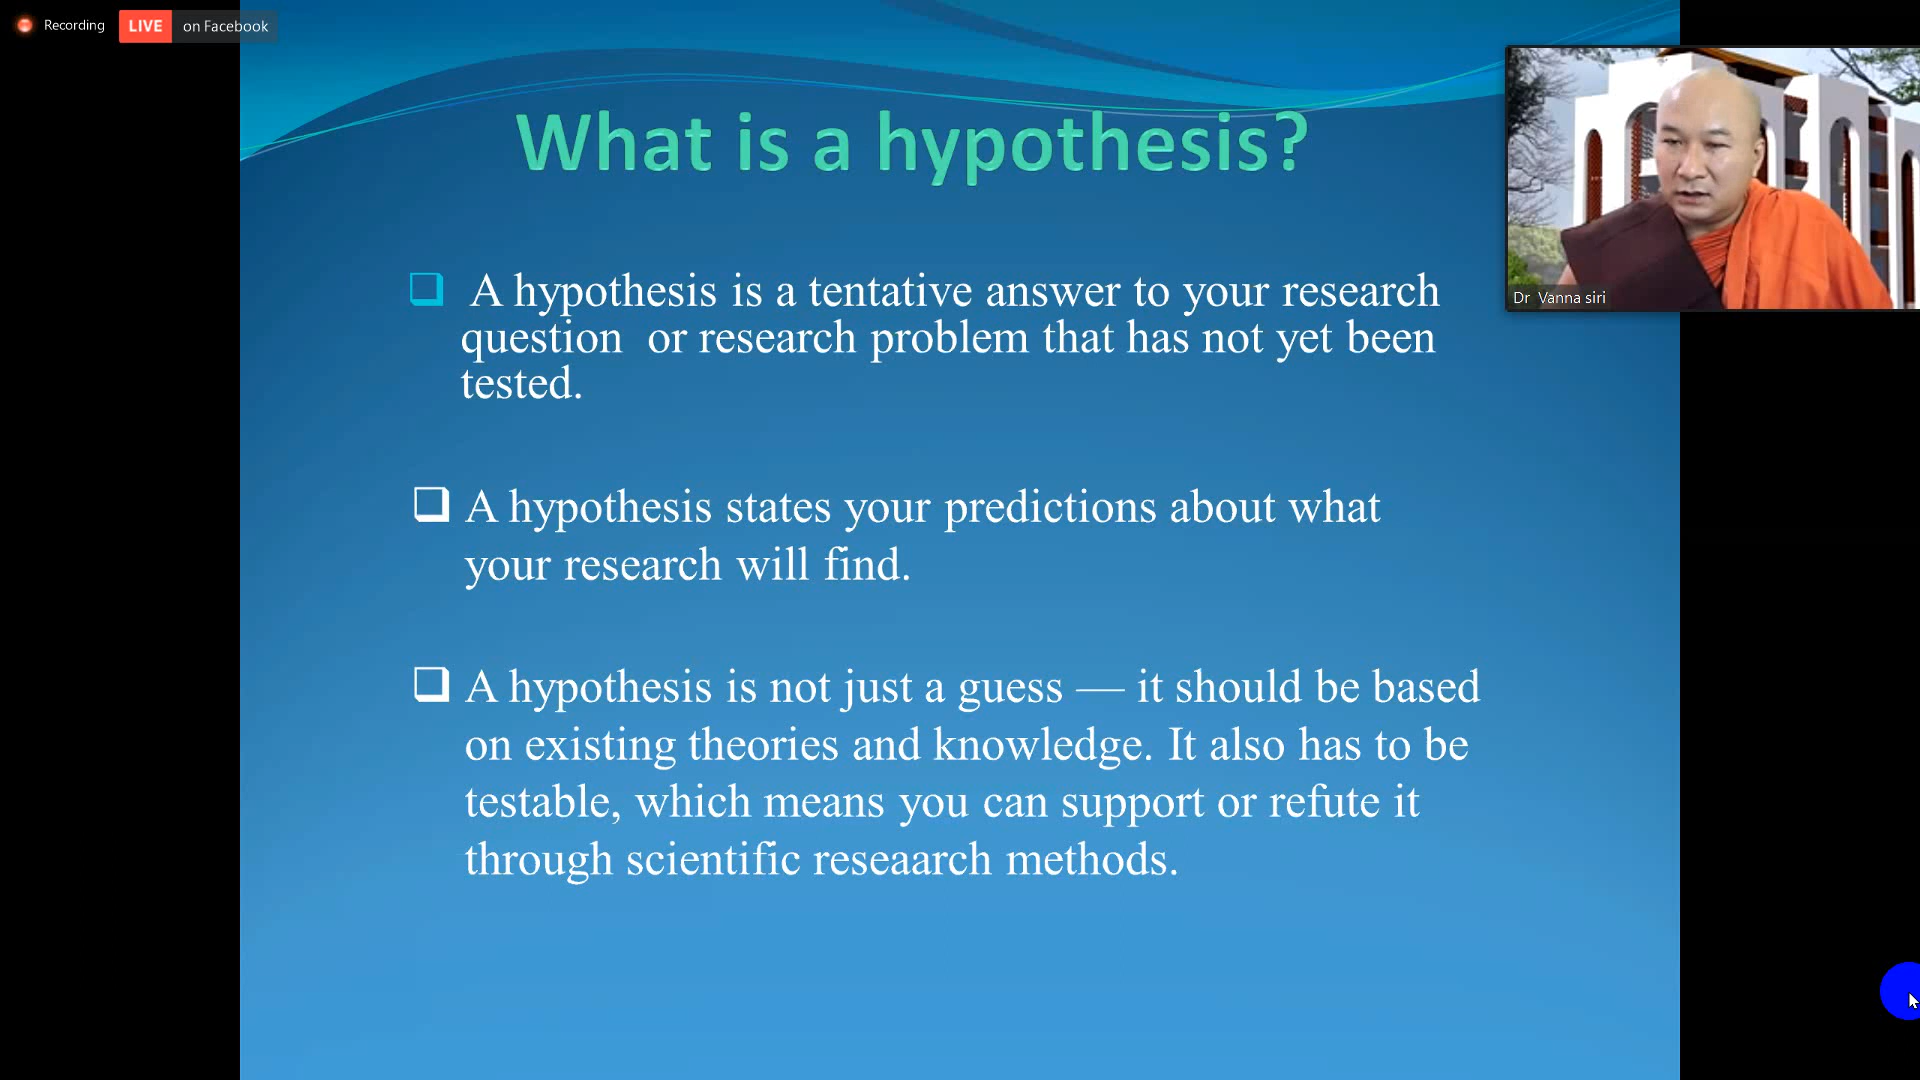 Recording LIVE on Facebook
What is a hypothesis?
Dr Vanna siri
❑ A hypothesis is a tentative answer to your research
question or research problem that has not yet been
tested.
❑ A hypothesis states your predictions about what
your research will find.
❑ A hypothesis is not just a guess — it should be based
on existing theories and knowledge. It also has to be
testable, which means you can support or refute it
through scientific reseaarch methods.